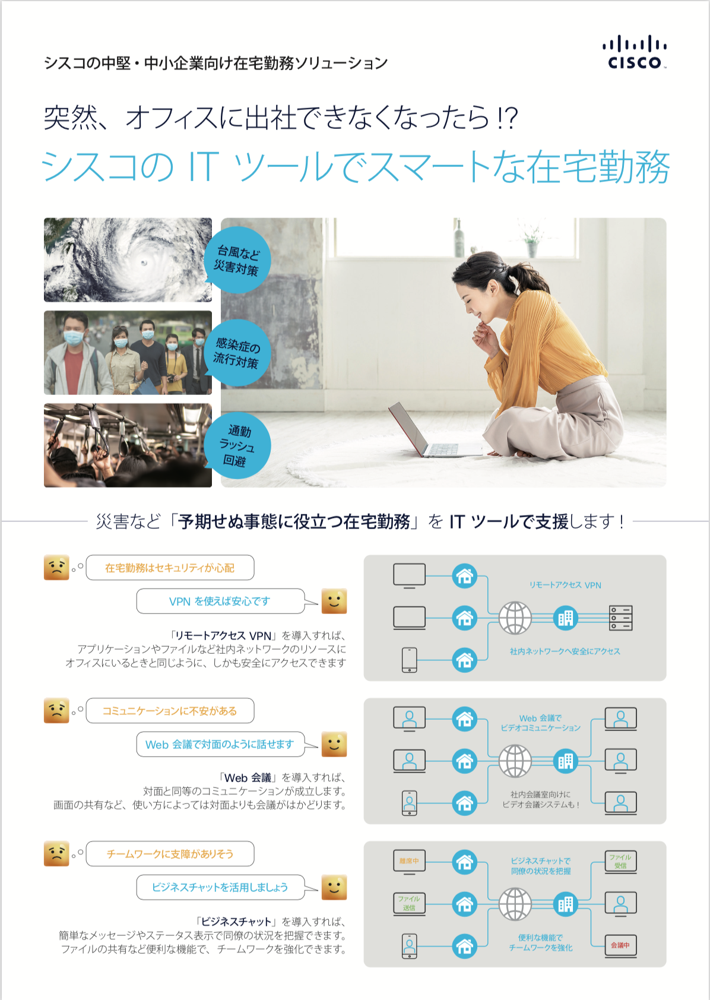 シスコの中堅・中小企業向け在宅勤務ソリューション
CISCO
突然、オフィスに出社できなくなったら!?
シスコの IT ツールでスマートな在宅勤務
台風など
災害対策
感染症の
流行対策
通勤
ラッシュ
回避
災害など「予期せぬ事態に役立つ在宅勤務」を IT ツールで支援します!
在宅勤務はセキュリティが心配
VPN を使えば安心です
「リモートアクセス VPN」を導入すれば、
アプリケーションやファイルなど社内ネットワークのリソースに
オフィスにいるときと同じように、しかも安全にアクセスできます
リモートアクセス VPN
社内ネットワークへ安全にアクセス
コミュニケーションに不安がある
Web 会議で対面のように話せます
「Web 会議」を導入すれば、
対面と同等のコミュニケーションが成立します。
画面の共有など、使い方によっては対面よりも会議がはかどります。
Web 会議で
ビデオコミュニケーション
社内会議室向けに
ビデオ会議システムも!
チームワークに支障がありそう
ビジネスチャットを活用しましょう
「ビジネスチャット」を導入すれば、
簡単なメッセージやステータス表示で同僚の状況を把握できます。
ファイルの共有など便利な機能で、チームワークを強化できます。
離席中
ビジネスチャットで
同僚の状況を把握
ファイル
受信
ファイル
送信
便利な機能で
チームワークを強化
会議中